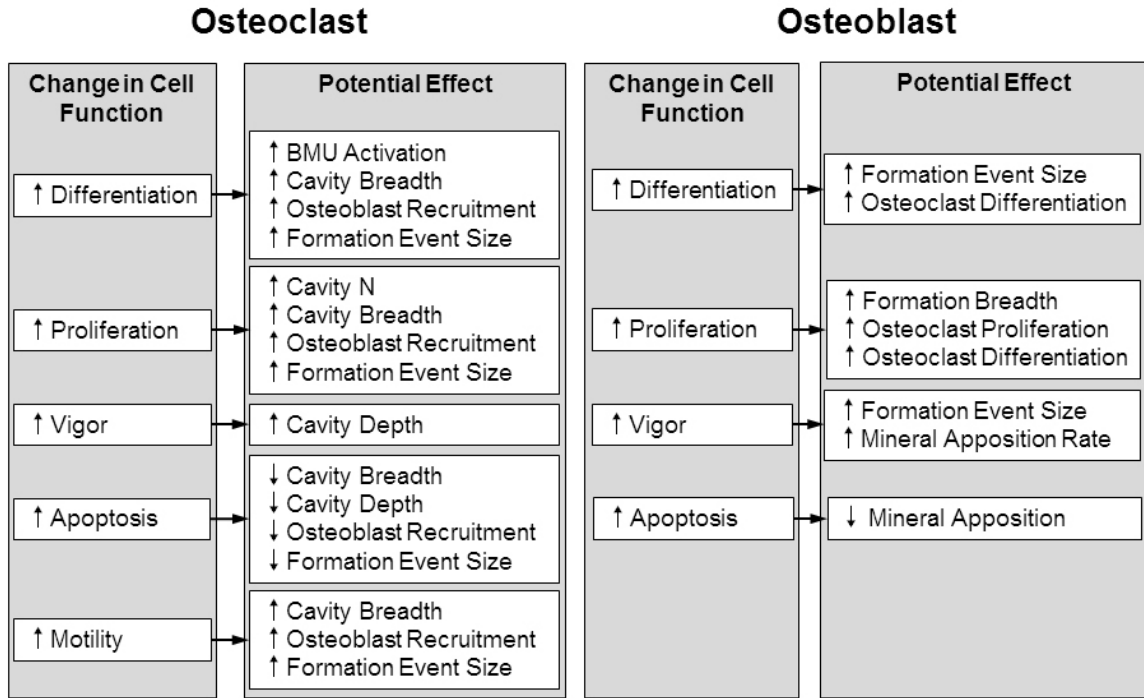 Osteoclast
Change in Cell
Function
Potential Effect
↑ Differentiation
↑ BMU Activation
↑ Cavity Breadth
↑ Osteoblast Recruitment
↑ Formation Event Size
↑ Proliferation
↑ Cavity N
↑ Cavity Breadth
↑ Osteoblast Recruitment
↑ Formation Event Size
↑ Vigor
↑ Cavity Depth
↑ Apoptosis
↓ Cavity Breadth
↓ Cavity Depth
↓ Osteoblast Recruitment
↓ Formation Event Size
↑ Motility
↑ Cavity Breadth
↑ Osteoblast Recruitment
↑ Formation Event Size
Osteoblast
Change in Cell
Function
Potential Effect
↑ Differentiation
↑ Formation Event Size
↑ Osteoclast Differentiation
↑ Proliferation
↑ Formation Breadth
↑ Osteoclast Proliferation
↑ Osteoclast Differentiation
↑ Vigor
↑ Formation Event Size
↑ Mineral Apposition Rate
↑ Apoptosis
↓ Mineral Apposition